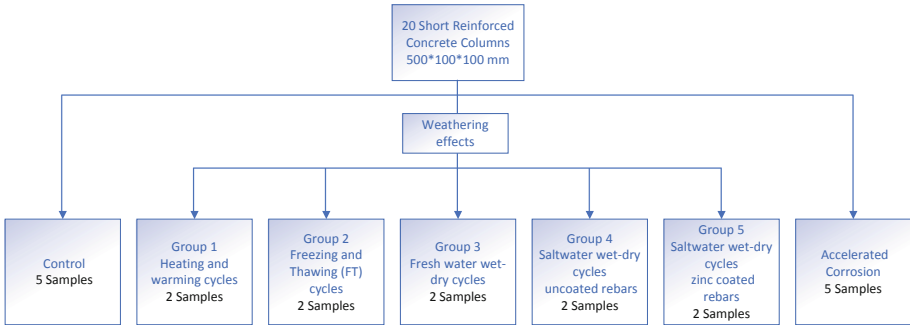 20 Short Reinforced
Concrete Columns
500*100*100 mm
Weathering
effects
Control
5 Samples
Group 1
Heating and
warming cycles
2 Samples
Group 2
Freezing and
Thawing (FT)
cycles
2 Samples
Group 3
Fresh water wet-
dry cycles
2 Samples
Group 4
Saltwater wet-dry
cycles
uncoated rebars
2 Samples
Group 5
Saltwater wet-dry
cycles
zinc coated
rebars
2 Samples
Accelerated
Corrosion
5 Samples